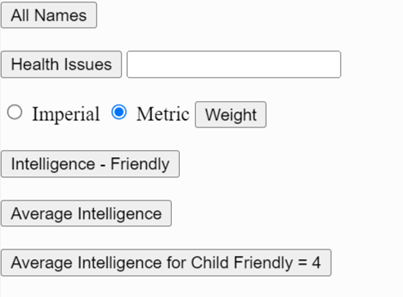 All Names
Health Issues
Imperial Metric Weight
Intelligence - Friendly
Average Intelligence
Average Intelligence for Child Friendly = 4